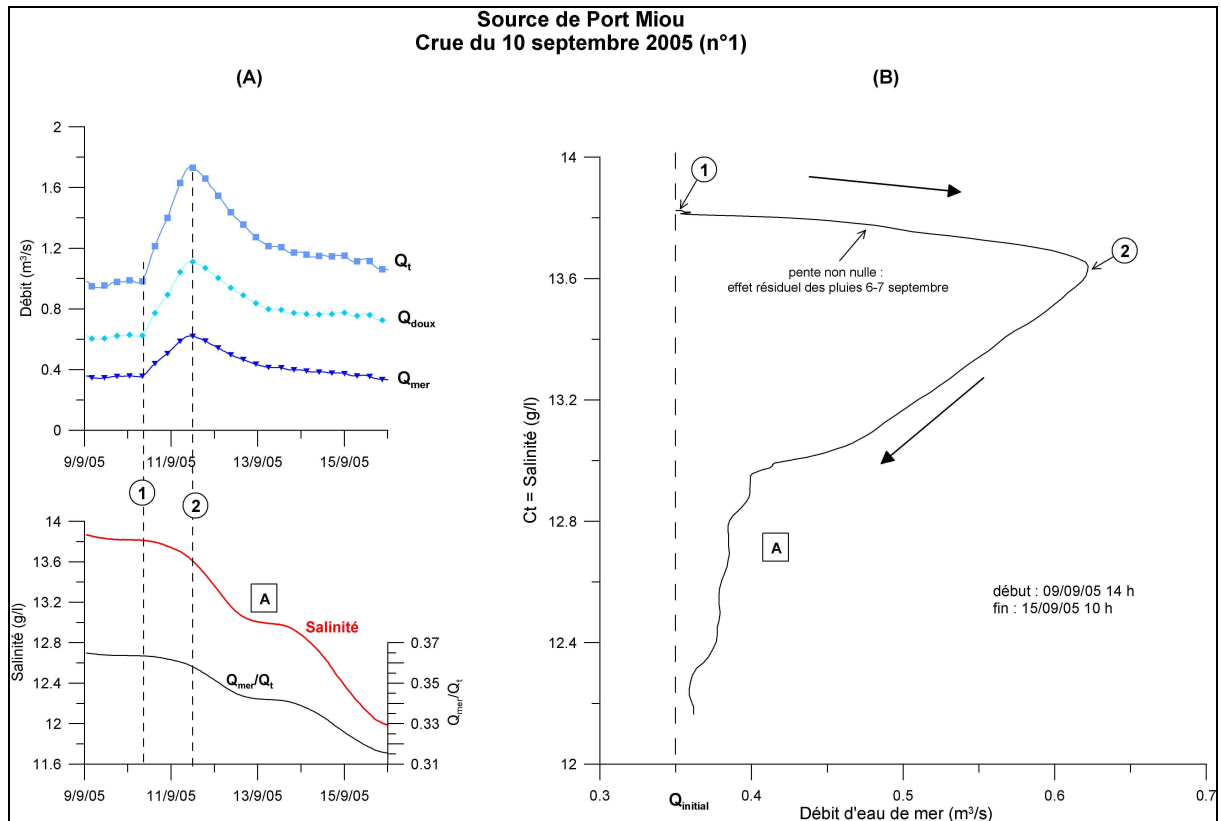 Source de Port Miou
Crue du 10 septembre 2005 (n°1)
(A)
(B)
2
1.6
1.2
0.8
0.4
0
Débit (m³/s)
Qt
Qdoux
Qmer
9/9/05
11/9/05
13/9/05
15/9/05
1
2
14
13.6
13.2
12.8
12.4
12
11.6
Salinité (g/l)
A
Salinité
Qmer/Qt
0.37
0.35
0.33
0.31
Qmer/Qt
9/9/05
11/9/05
13/9/05
15/9/05
14
13.6
13.2
12.8
12.4
12
Ct = Salinité (g/l)
1
2
pente non nulle :
effet résiduel des pluies 6-7 septembre
A
début : 09/09/05 14 h
fin : 15/09/05 10 h
0.3
0.4
0.5
0.6
0.7
Qinitial
Débit d'eau de mer (m³/s)